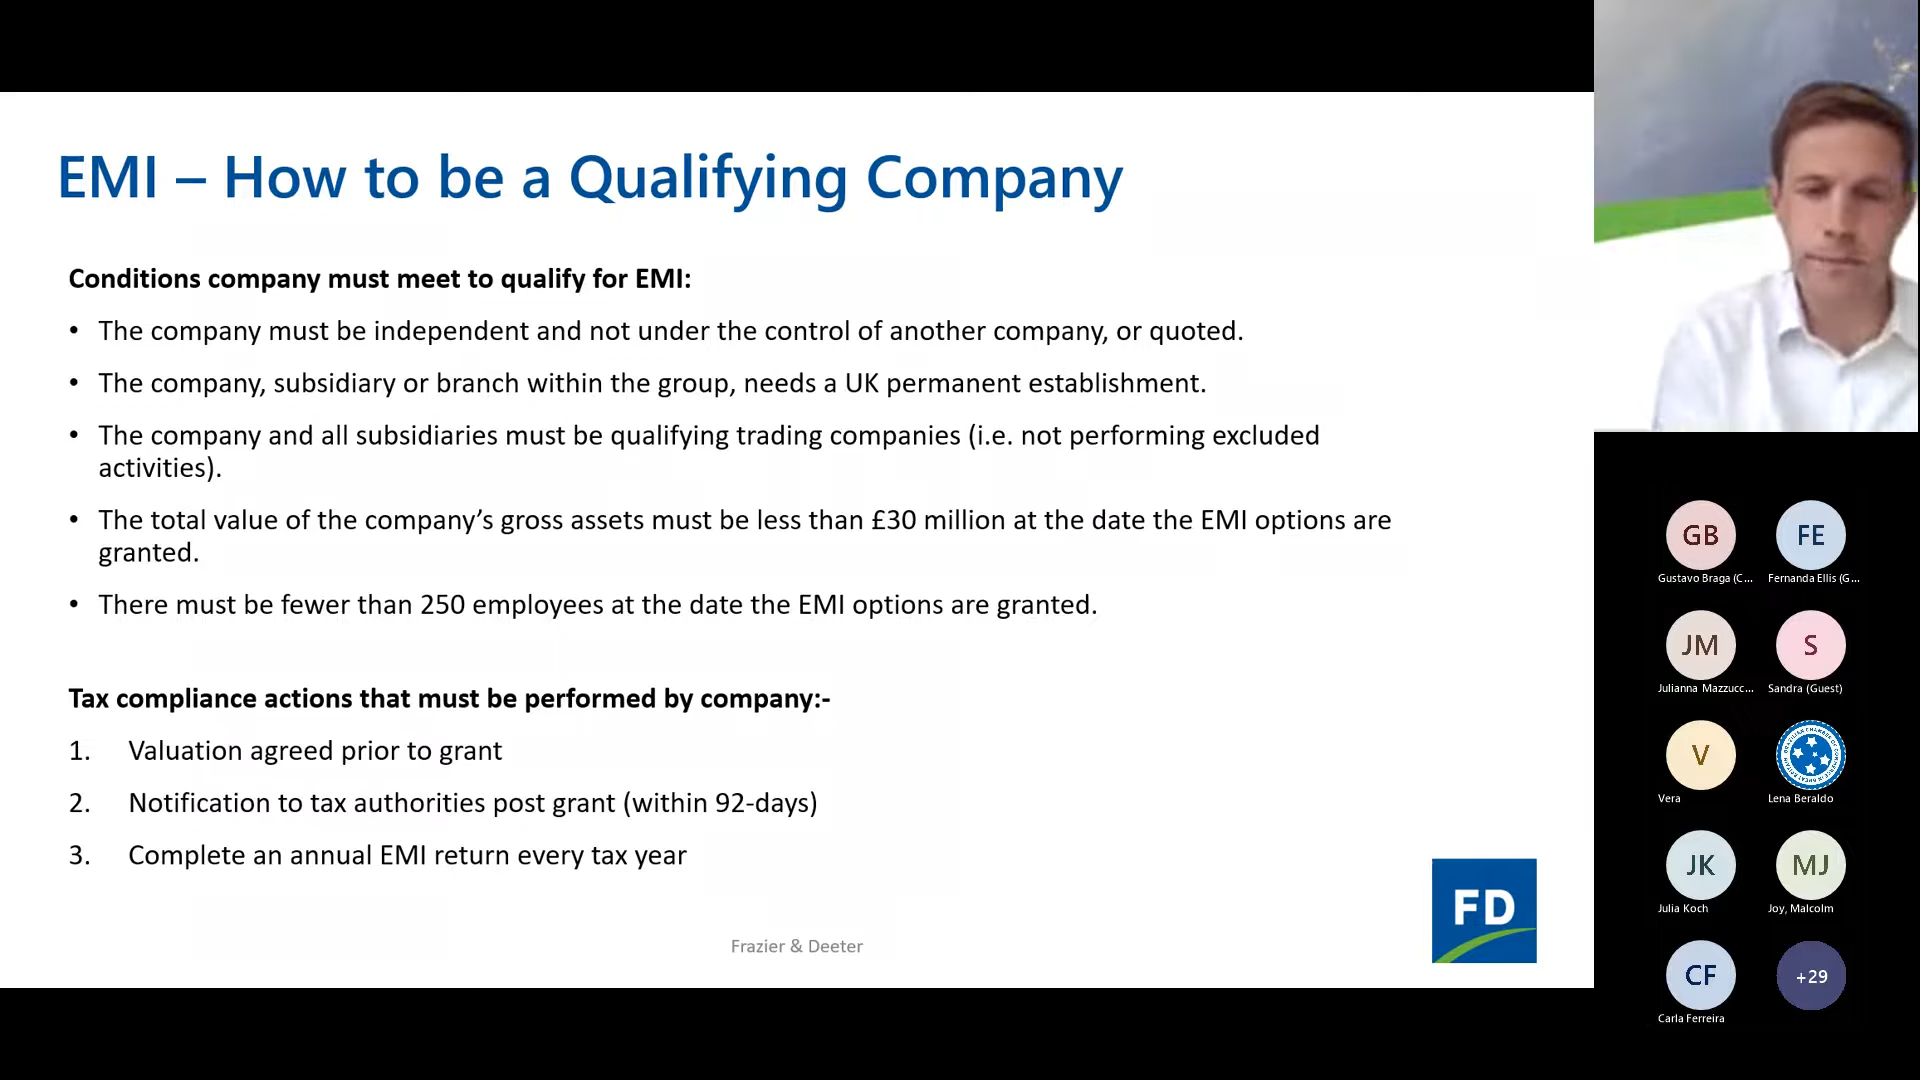 EMI – How to be a Qualifying Company
Conditions company must meet to qualify for EMI:
• The company must be independent and not under the control of another company, or quoted.
• The company, subsidiary or branch within the group, needs a UK permanent establishment.
• The company and all subsidiaries must be qualifying trading companies (i.e. not performing excluded
activities).
• The total value of the company’s gross assets must be less than £30 million at the date the EMI options are
granted.
• There must be fewer than 250 employees at the date the EMI options are granted.
Tax compliance actions that must be performed by company:-
1. Valuation agreed prior to grant
2. Notification to tax authorities post grant (within 92-days)
3. Complete an annual EMI return every tax year
Frazier & Deeter
FD
GB
Gustavo Braga (C...
FE
Fernanda Ellis (G...
JM
Julianna Mazzucc...
S
Sandra (Guest)
V
Vera
Lena Beraldo
JK
Julia Koch
MJ
Joy, Malcolm
CF
Carla Ferreira
+29